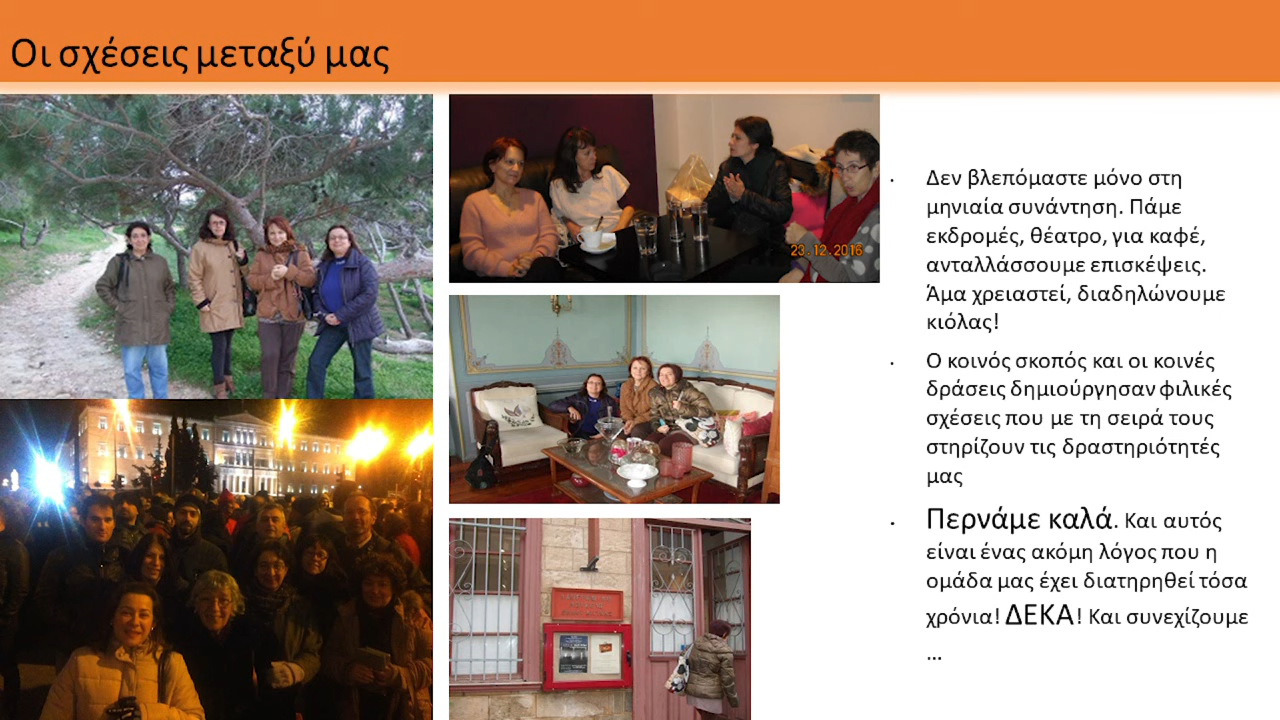 Οι σχέσεις μεταξύ μας
23.12.2016
• Δεν βλεπόμαστε μόνο στη
μηνιαία συνάντηση. Πάμε
εκδρομές, θέατρο, για καφέ,
ανταλλάσσουμε επισκέψεις.
Άμα χρειαστεί, διαδηλώνουμε
κιόλας!
• Ο κοινός σκοπός και οι κοινές
δράσεις δημιούργησαν φιλικές
σχέσεις που με τη σειρά τους
στηρίζουν τις δραστηριότητές
μας
• Περνάμε καλά. Και αυτός
είναι ένας ακόμη λόγος που η
ομάδα μας έχει διατηρηθεί τόσα
χρόνια! ΔΕΚΑ! Και συνεχίζουμε
...